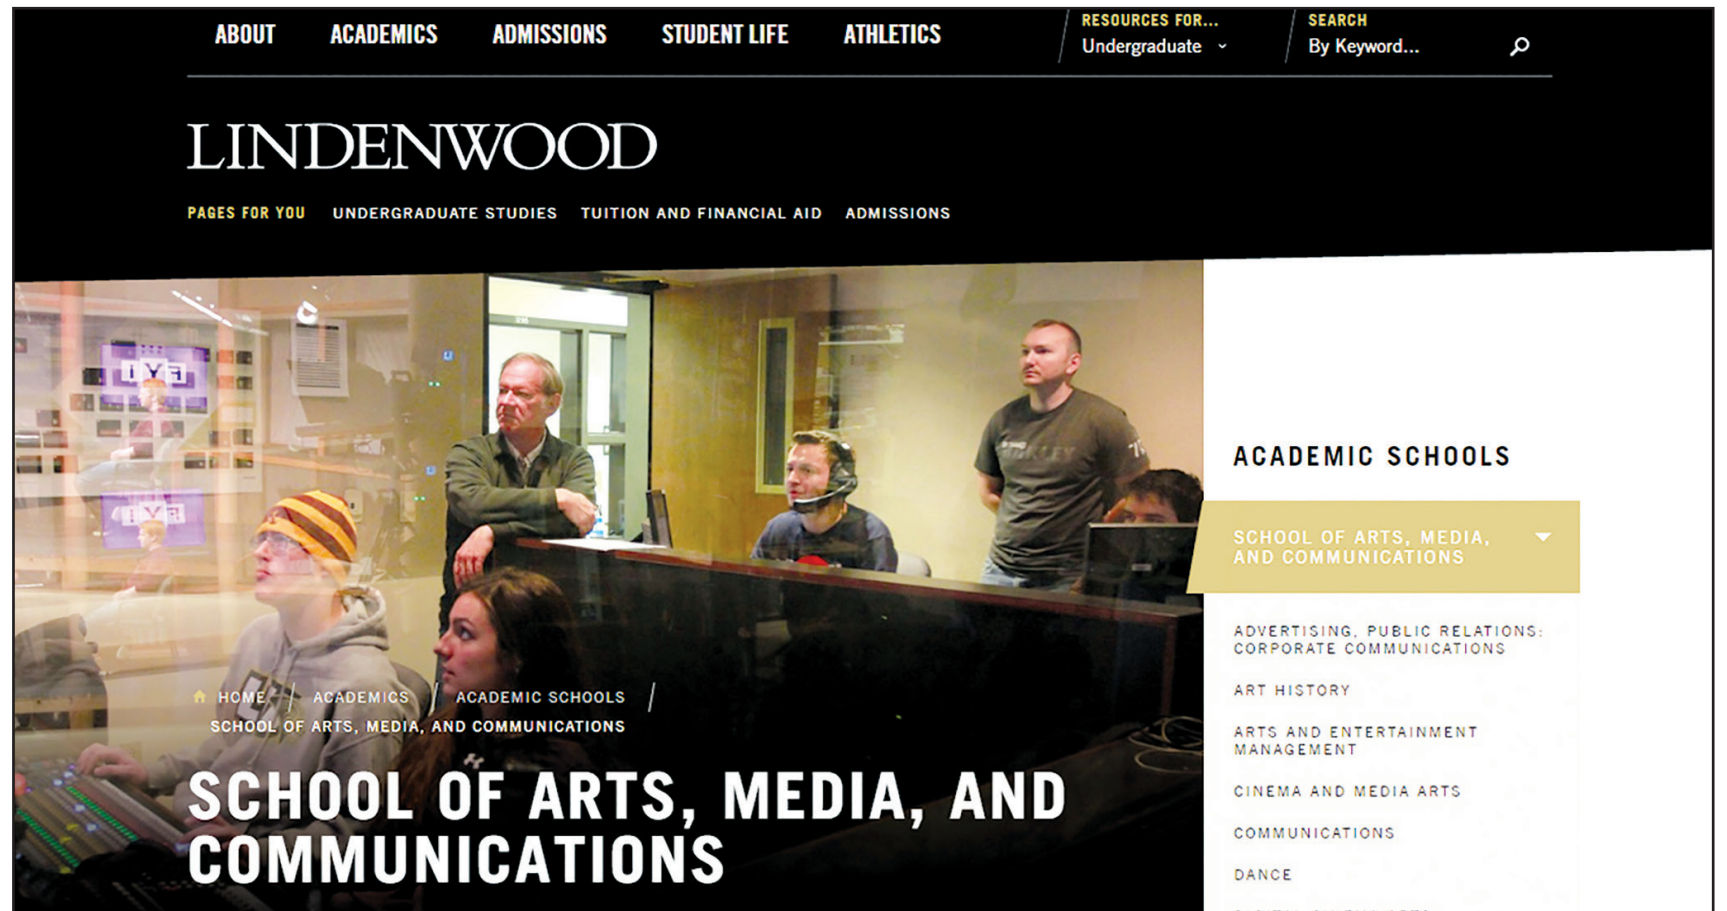 ABOUT ACADEMICS ADMISSIONS STUDENT LIFE ATHLETICS
RESOURCES FOR...
Undergraduate
SEARCH
By Keyword...
LINDENWOOD
PAGES FOR YOU UNDERGRADUATE STUDIES TUITION AND FINANCIAL AID ADMISSIONS
HOME ACADEMICS ACADEMIC SCHOOLS
SCHOOL OF ARTS, MEDIA, AND COMMUNICATIONS
SCHOOL OF ARTS, MEDIA, AND
COMMUNICATIONS
ACADEMIC SCHOOLS
SCHOOL OF ARTS, MEDIA,
AND COMMUNICATIONS
ADVERTISING, PUBLIC RELATIONS:
CORPORATE COMMUNICATIONS
ART HISTORY
ARTS AND ENTERTAINMENT
MANAGEMENT
CINEMA AND MEDIA ARTS
COMMUNICATIONS
DANCE